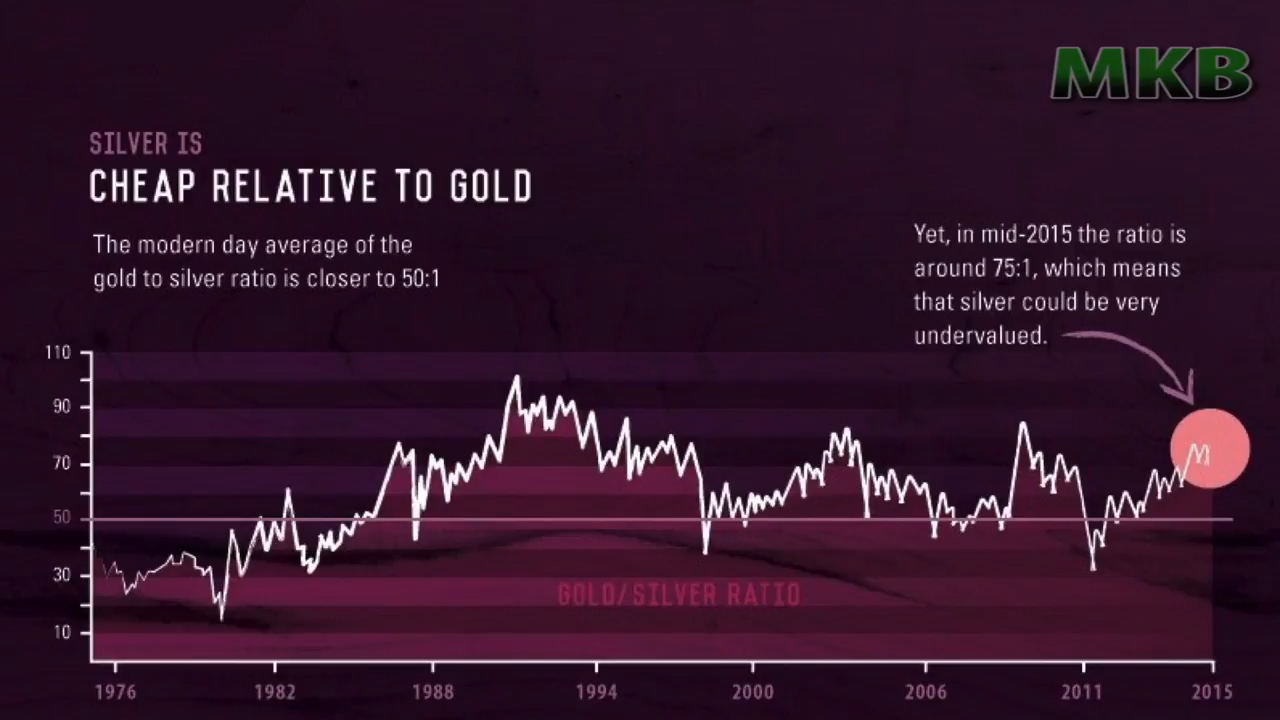 MKB
SILVER IS
CHEAP RELATIVE TO GOLD
The modern day average of the
gold to silver ratio is closer to 50:1
Yet, in mid-2015 the ratio is
around 75:1, which means
that silver could be very
undervalued.
110
90
70
50
30
10
GOLD/SILVER RATIO
1976 1982 1988 1994 2000 2006 2011 2015